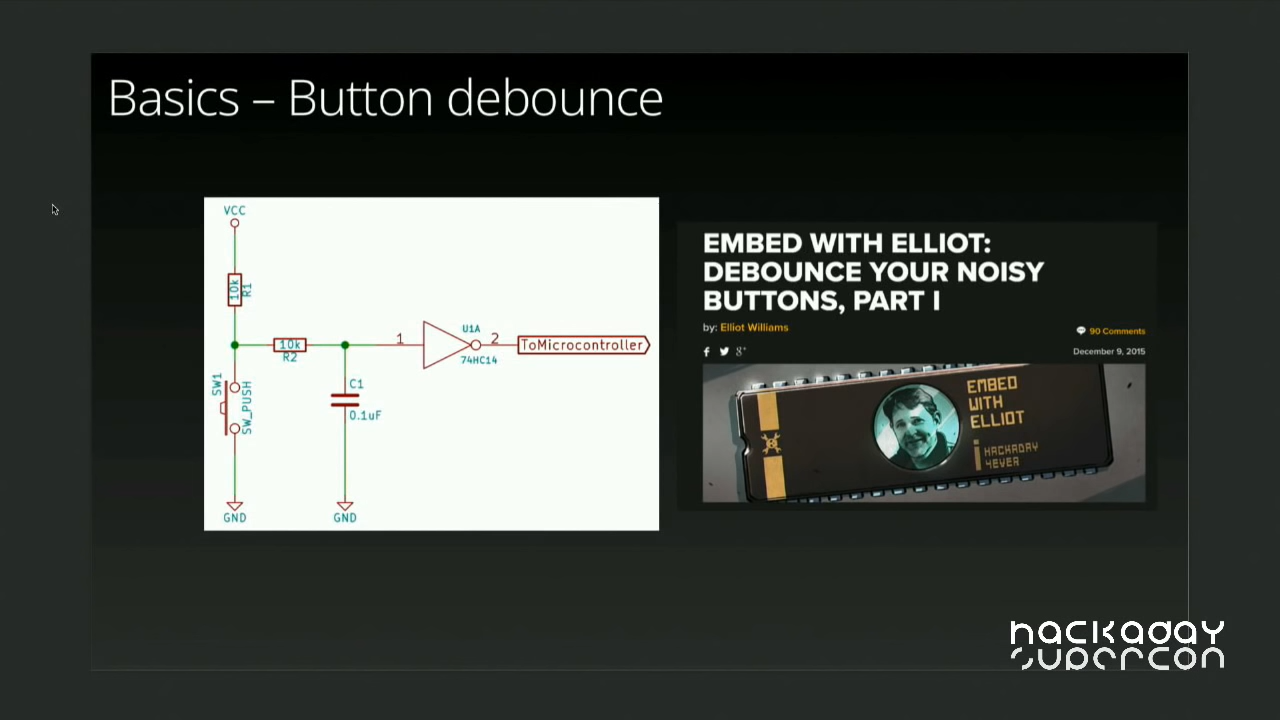 Basics – Button debounce
VCC
10k
R1
10k
R2
SW1
SW_PUSH
GND
C1
0.1uF
GND
1
U1A
2
74HC14
ToMicrocontroller
EMBED WITH ELLIOT:
DEBOUNCE YOUR NOISY
BUTTONS, PART I
by: Elliot Williams
90 Comments
f
g+
December 9, 2015
EMBED
WITH
ELLIOT
HACKADAY
4EVER
hackaday
supercon